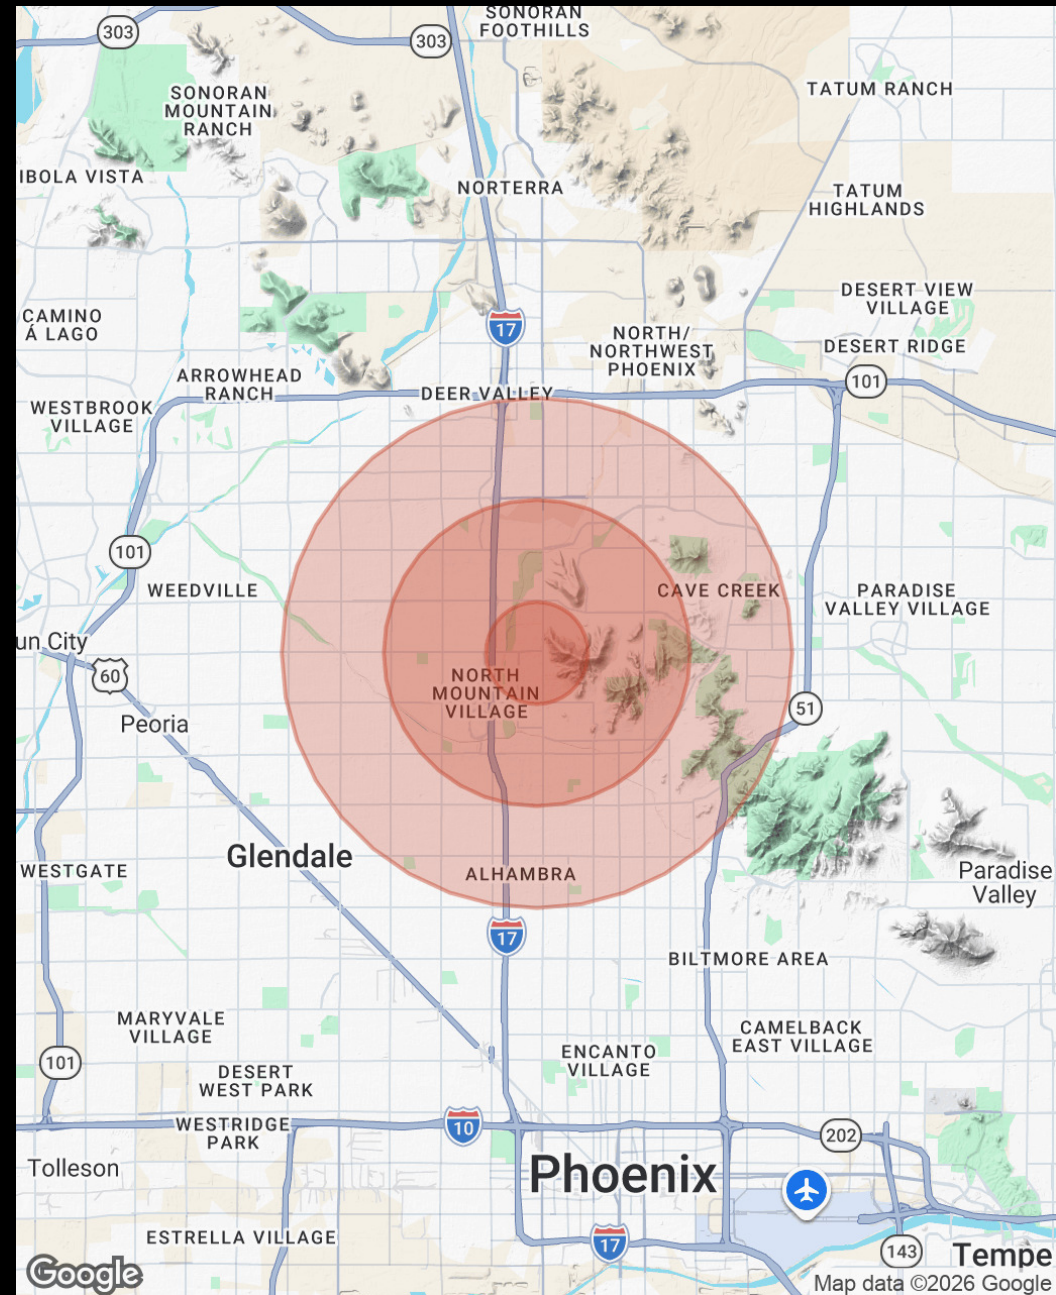 SONORAN
FOOTHILLS
303
303
SONORAN
MOUNTAIN
RANCH
TATUM RANCH
IBOLA VISTA
NORTERRA
TATUM
HIGHLANDS
DESERT VIEW
VILLAGE
CAMINO
Á LAGO
17
NORTH/
NORTHWEST
PHOENIX
DESERT RIDGE
ARROWHEAD
RANCH
DEER VALLEY
101
WESTBROOK
VILLAGE
101
WEEDVILLE
CAVE CREEK
PARADISE
VALLEY VILLAGE
un City
60
NORTH
MOUNTAIN
VILLAGE
51
Peoria
Glendale
WESTGATE
ALHAMBRA
Paradise
Valley
17
BILTMORE AREA
MARYVALE
VILLAGE
CAMELBACK
EAST VILLAGE
101
ENCANTO
VILLAGE
DESERT
WEST PARK
WESTRIDGE
PARK
10
202
Tolleson
Phoenix
ESTRELLA VILLAGE
17
143
Tempe
Google
Map data ©2026 Google